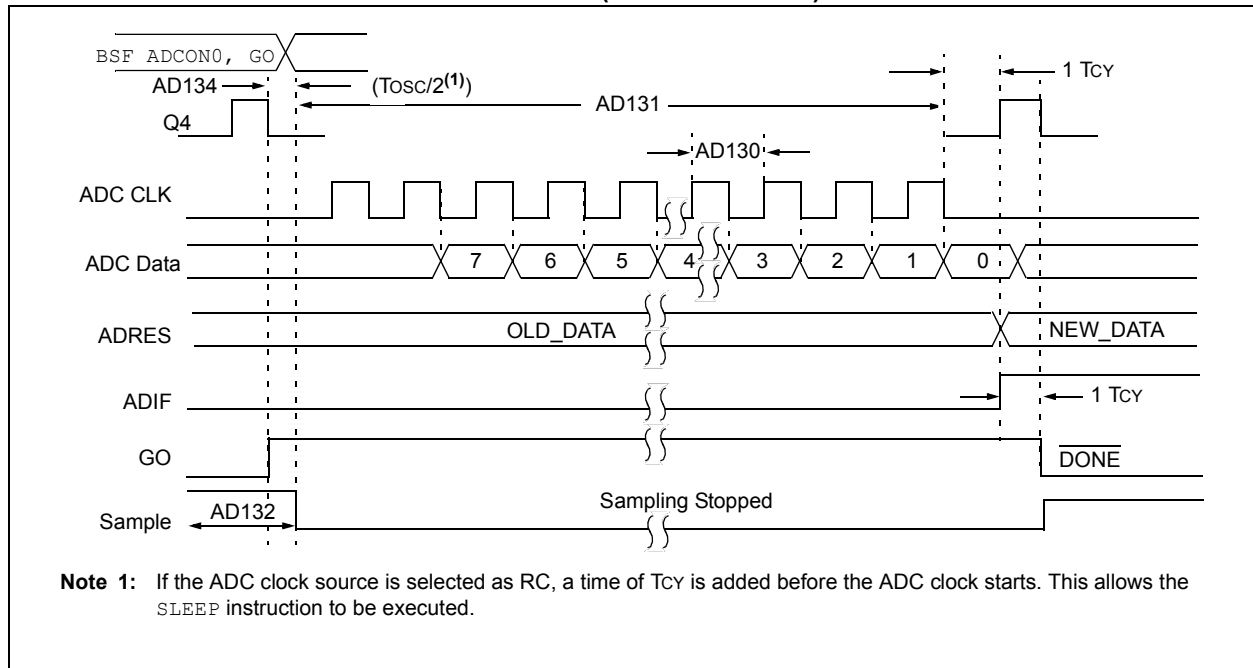 BSF ADCON0, GO
AD134
(TOSC/2(1))
1 TCY
AD131
Q4
AD130
ADC CLK
ADC Data
7 6 5 4 3 2 1 0
ADRES
OLD_DATA
NEW_DATA
ADIF
1 TCY
GO
DONE
Sampling Stopped
Sample
AD132
Note 1: If the ADC clock source is selected as RC, a time of TCY is added before the ADC clock starts. This allows the
SLEEP instruction to be executed.